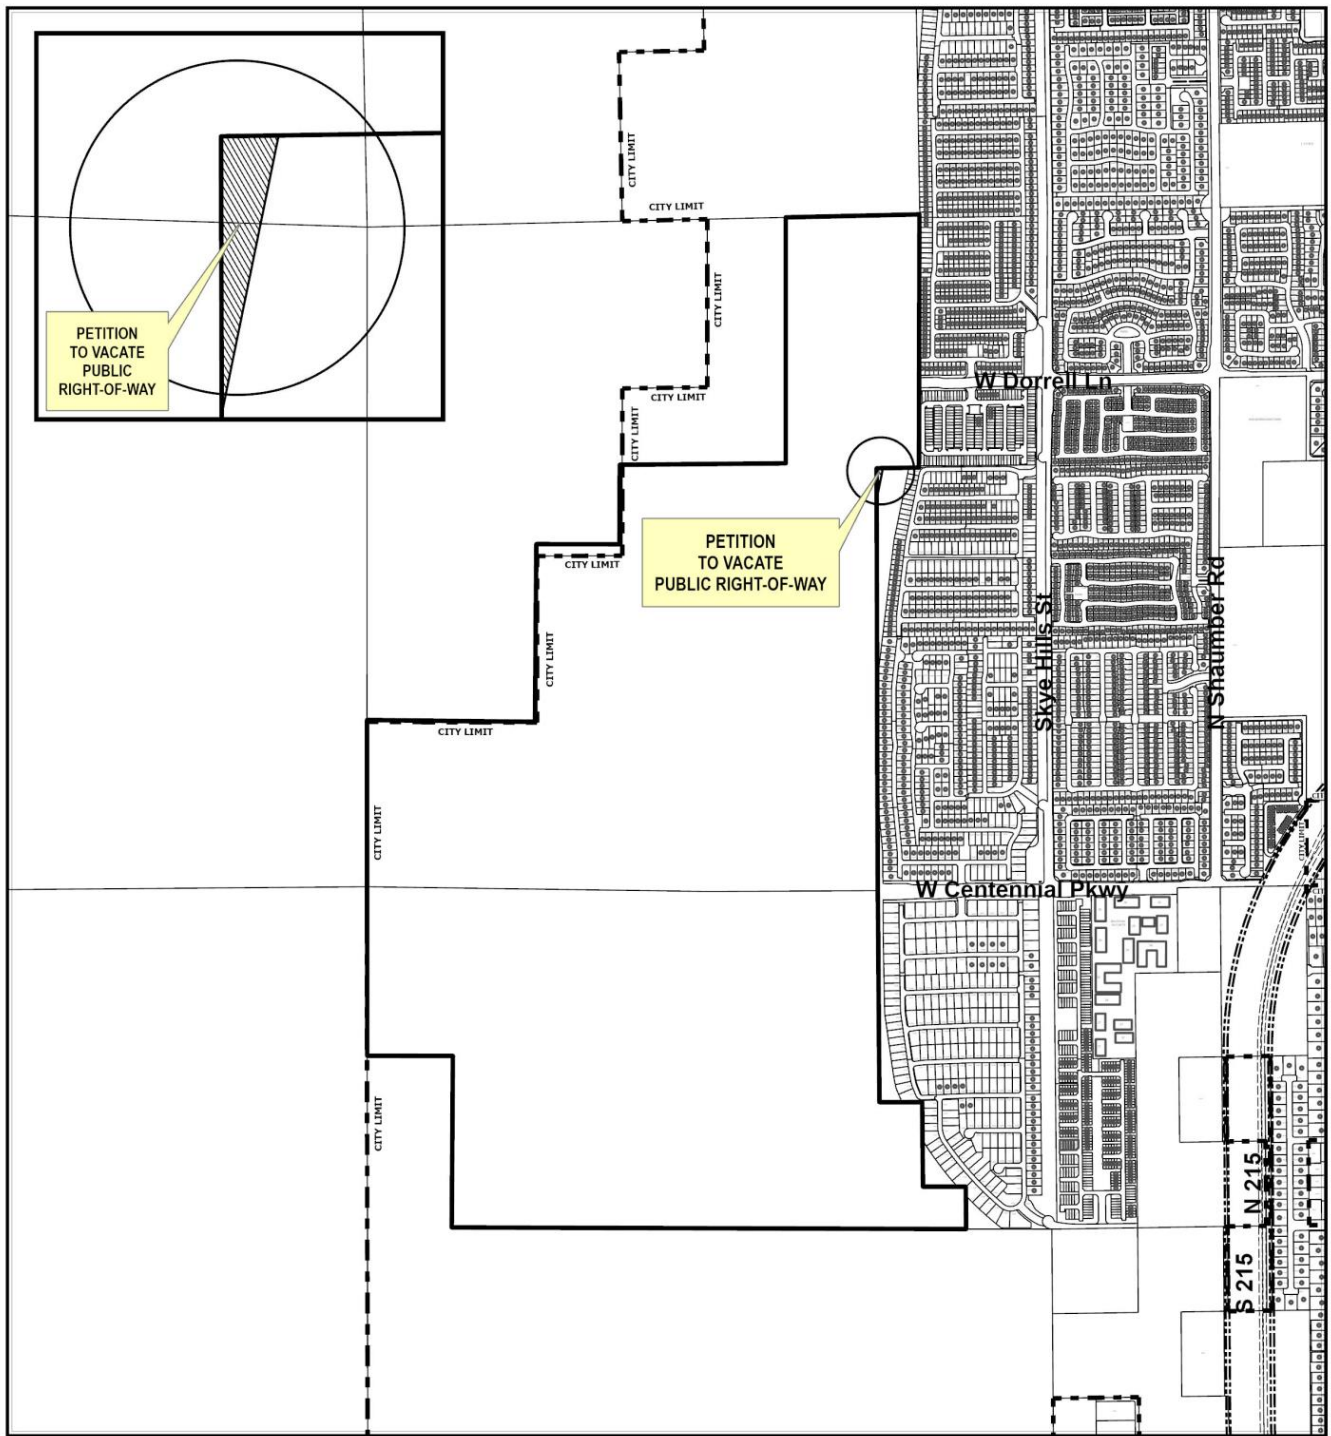 CITY LIMIT
CITY LIMIT
CITY LIMIT
PETITION
TO VACATE
PUBLIC
RIGHT-OF-WAY
CITY LIMIT
W Dorrell Ln
CITY LIMIT
PETITION
TO VACATE
PUBLIC RIGHT-OF-WAY
CITY LIMIT
CITY LIMIT
Skye Hills St
N Shaumber Rd
CITY LIMIT
CITY LIMIT
CITY LIMIT
W Centennial Pkwy
CITY LIMIT
N 215
S 215